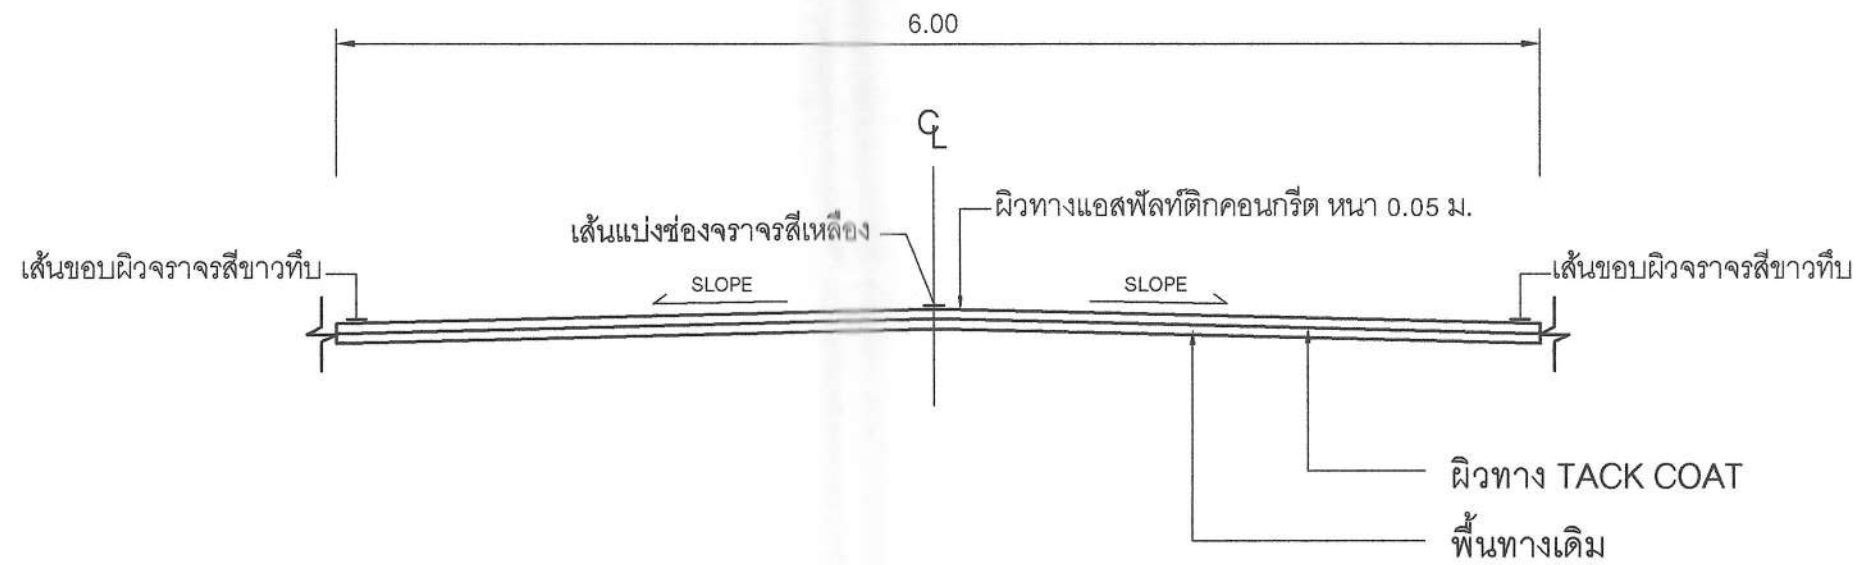 6.00
CL
ผิวทางแอสฟัลท์ติกคอนกรีต หนา 0.05 ม.
เส้นแบ่งช่องจราจรสีเหลือง
เส้นขอบผิวจราจรสีขาวทึบ
เส้นขอบผิวจราจรสีขาวทึบ
SLOPE
SLOPE
ผิวทาง TACK COAT
พื้นทางเดิม